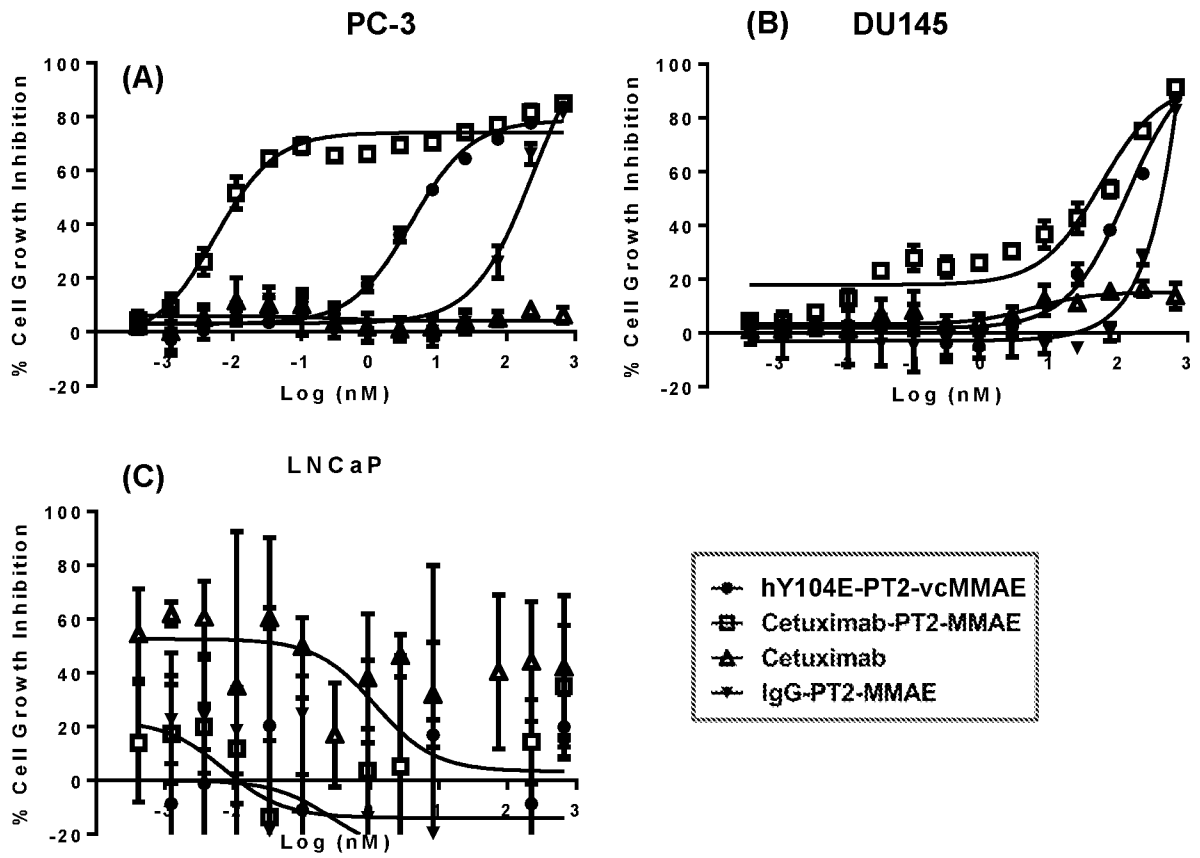 PC-3
(B) DU145
(A)
% Cell Growth Inhibition
100
80
60
40
20
0
-20
-3 -2 -1 0 1 2 3
Log (nM)
% Cell Growth Inhibition
100
80
60
40
20
0
-20
-3 -2 -1 0 1 2 3
Log (nM)
(C)
LNCaP
% Cell Growth Inhibition
100
80
60
40
20
0
-20
-3 -2 0 1 2 3
Log (nM)
hY104E-PT2-vcMMAE
Cetuximab-PT2-MMAE
Cetuximab
IgG-PT2-MMAE